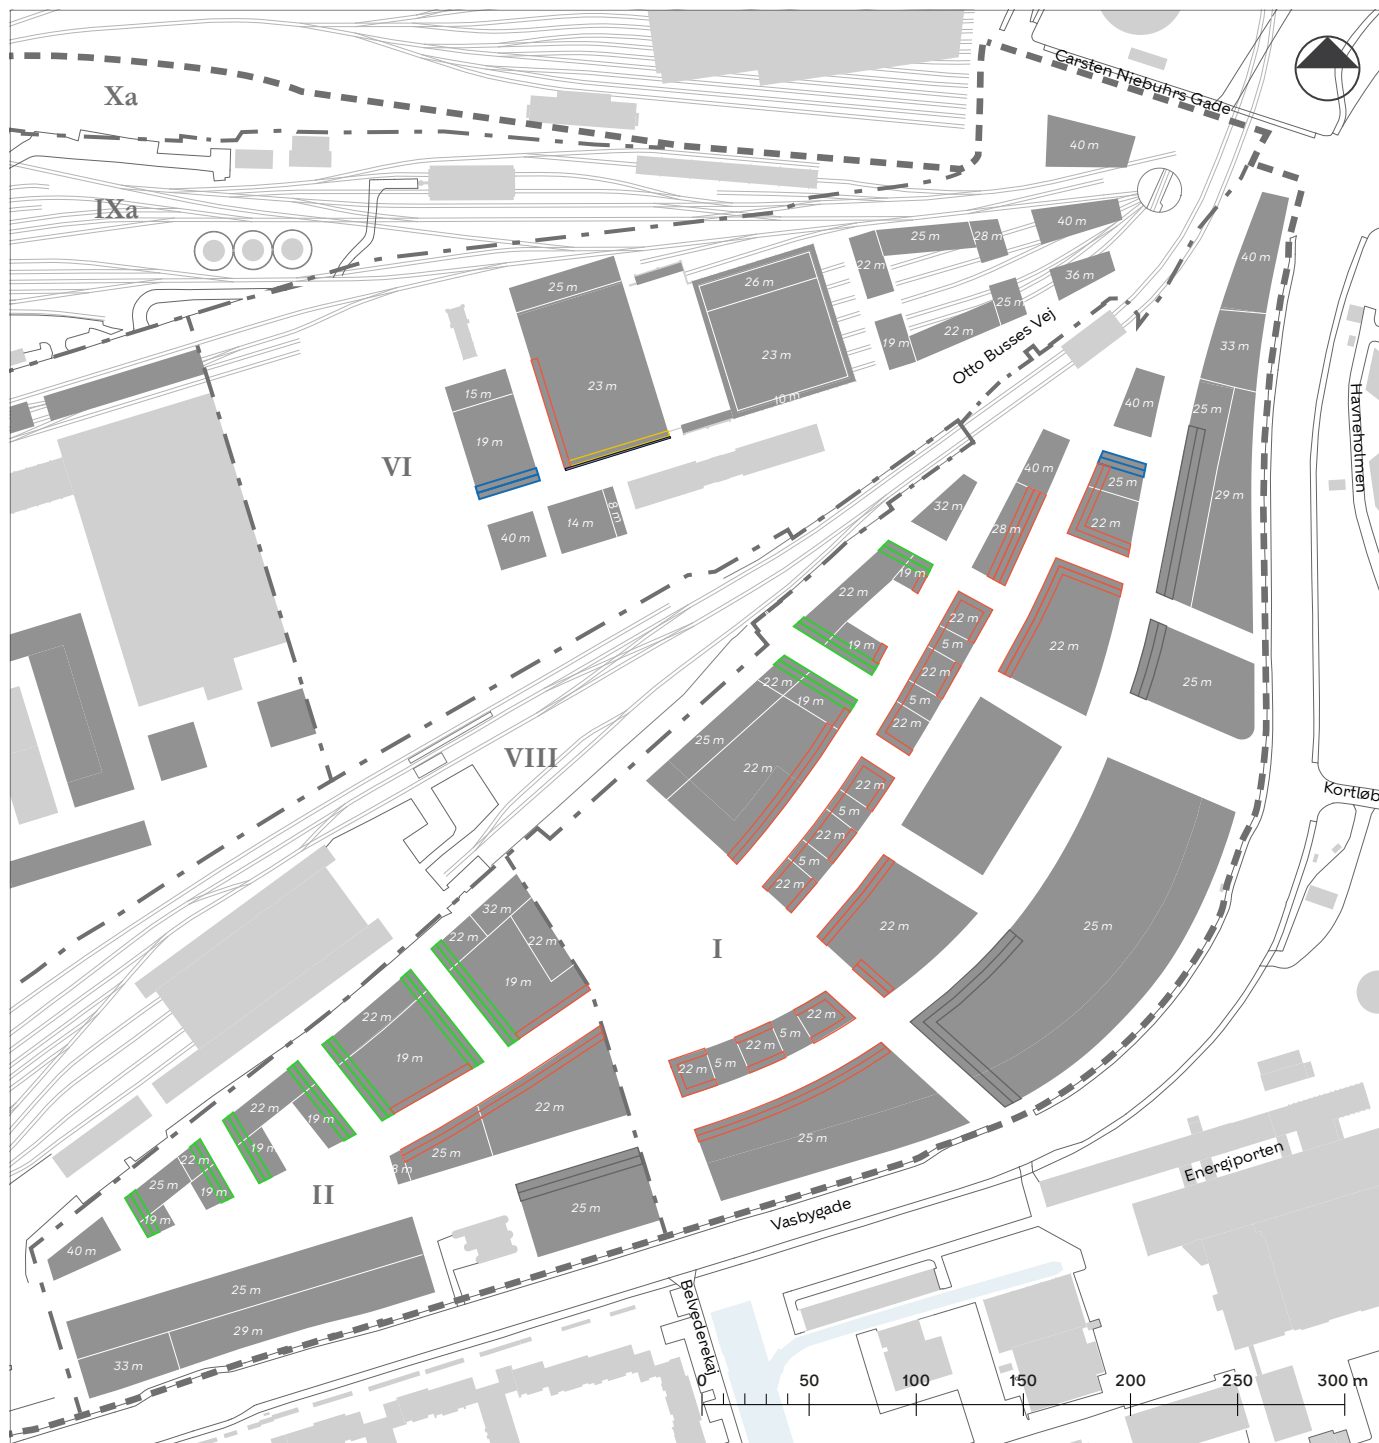 Carsten Niebuhrs Gade
Xa
40 m
IXa
40 m
25 m
28 m
22 m
40 m
36 m
26 m
25 m
25 m
33 m
Otto Busses Vej
22 m
19 m
23 m
23 m
15 m
10 m
40 m
25 m
Havneholmen
19 m
VI
40 m
25 m
29 m
32 m
28 m
22 m
8 m
14 m
40 m
19 m
22 m
22 m
5 m
19 m
22 m
22 m
25 m
22 m
19 m
5 m
22 m
25 m
VIII
22 m
22 m
Kortløb
5 m
22 m
5 m
22 m
32 m
22 m
22 m
22 m
25 m
I
19 m
22 m
22 m
5 m
22 m
5 m
22 m
19 m
22 m
22 m
19 m
25 m
25 m
19 m
8 m
22 m
25 m
19 m
19 m
II
25 m
Energiporten
Vasbygade
40 m
25 m
29 m
33 m
Belvederekaj
0 50 100 150 200 250 300 m